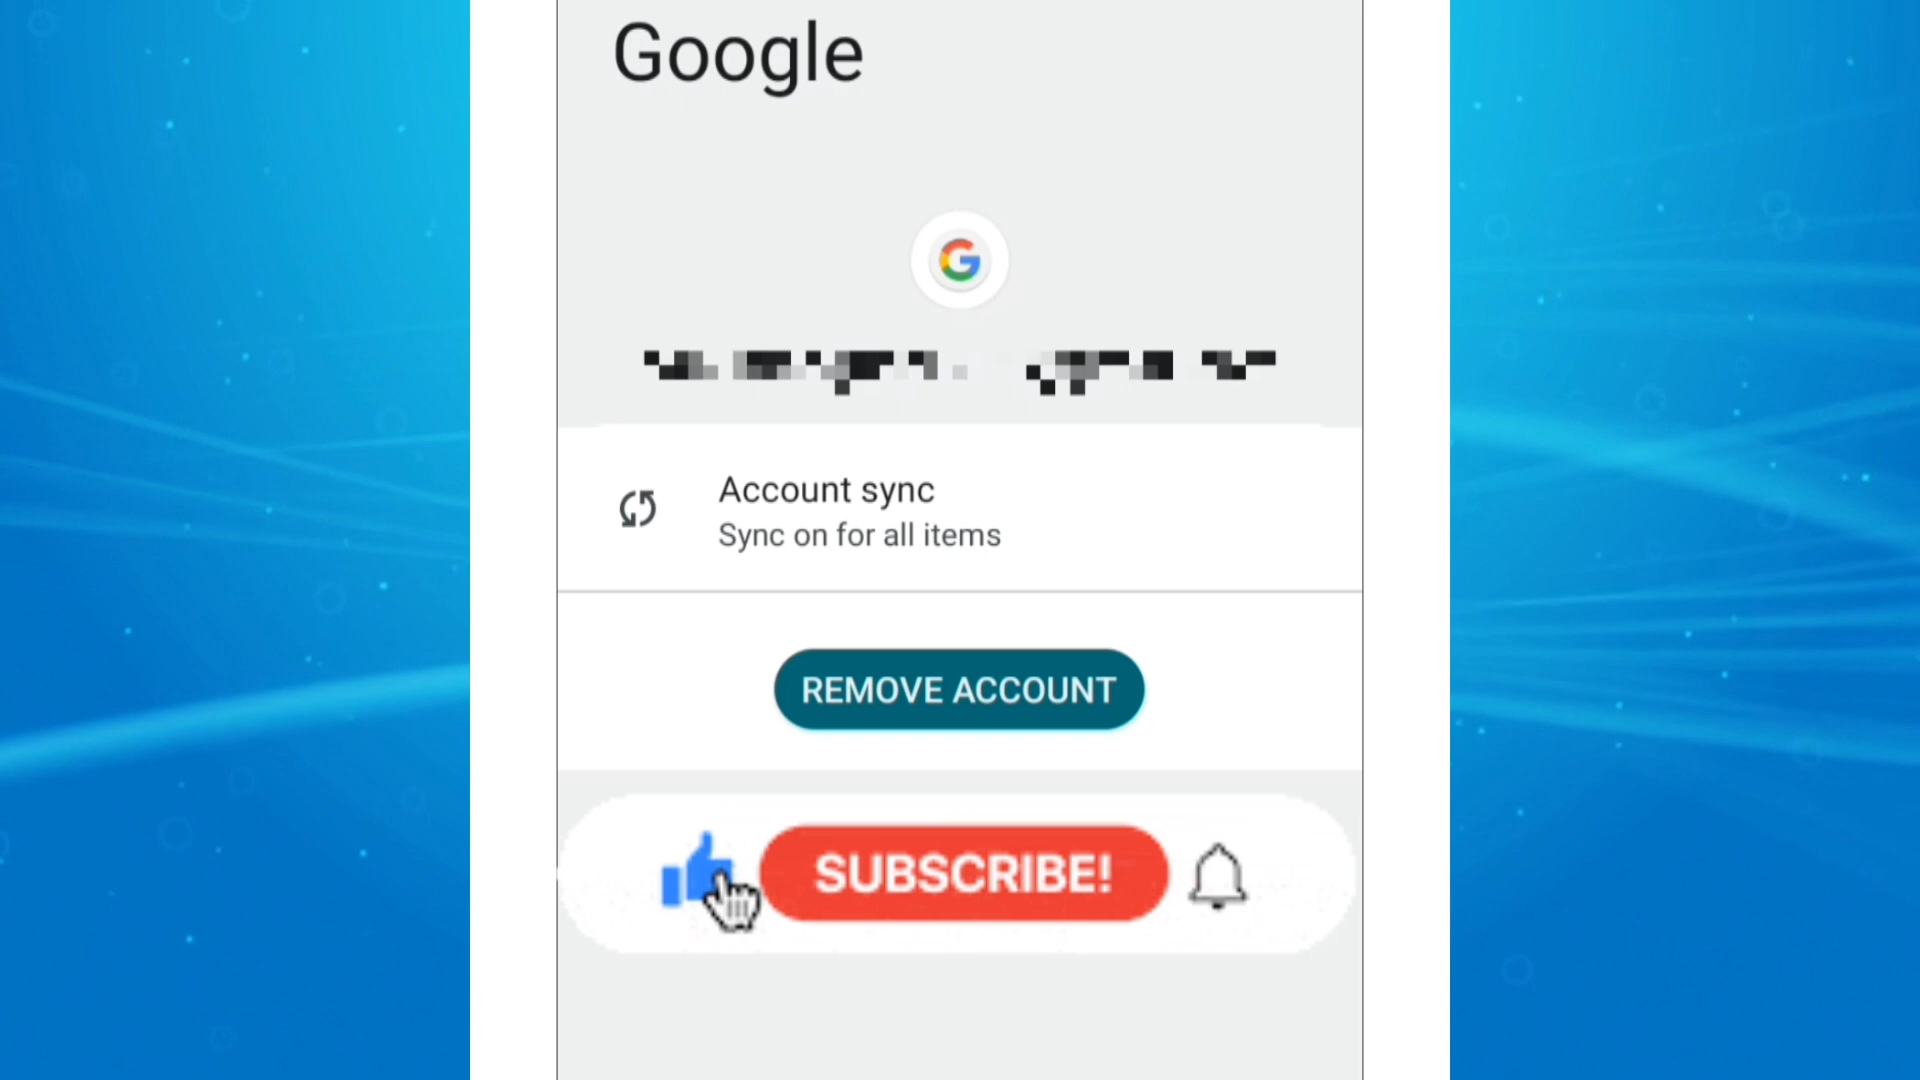 Google
Account sync
Sync on for all items
REMOVE ACCOUNT
SUBSCRIBE!